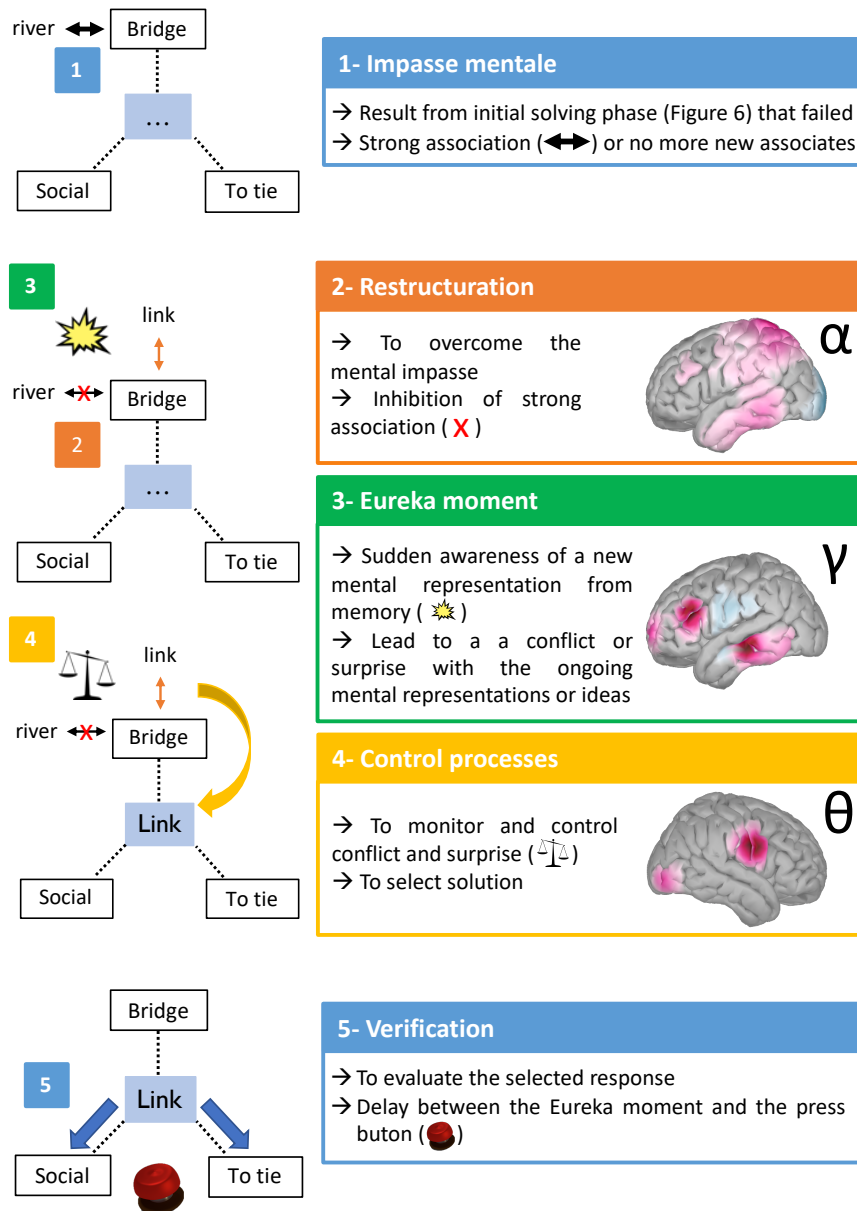 river
Bridge
1
...
Social
To tie
1- Impasse mentale
→ Result from initial solving phase (Figure 6) that failed
→ Strong association (⟷) or no more new associates
3
link
river
X
Bridge
2
...
Social
To tie
2- Restructuration
→ To overcome the
mental impasse
→ Inhibition of strong
association ( X )
α
3- Eureka moment
→ Sudden awareness of a new
mental representation from
memory ( )
→ Lead to a a conflict or
surprise with the ongoing
mental representations or ideas
γ
4
link
river
X
Bridge
Link
Social
To tie
4- Control processes
→ To monitor and control
conflict and surprise ( )
→ To select solution
θ
Bridge
5
Link
Social
To tie
5- Verification
→ To evaluate the selected response
→ Delay between the Eureka moment and the press
buton ( )